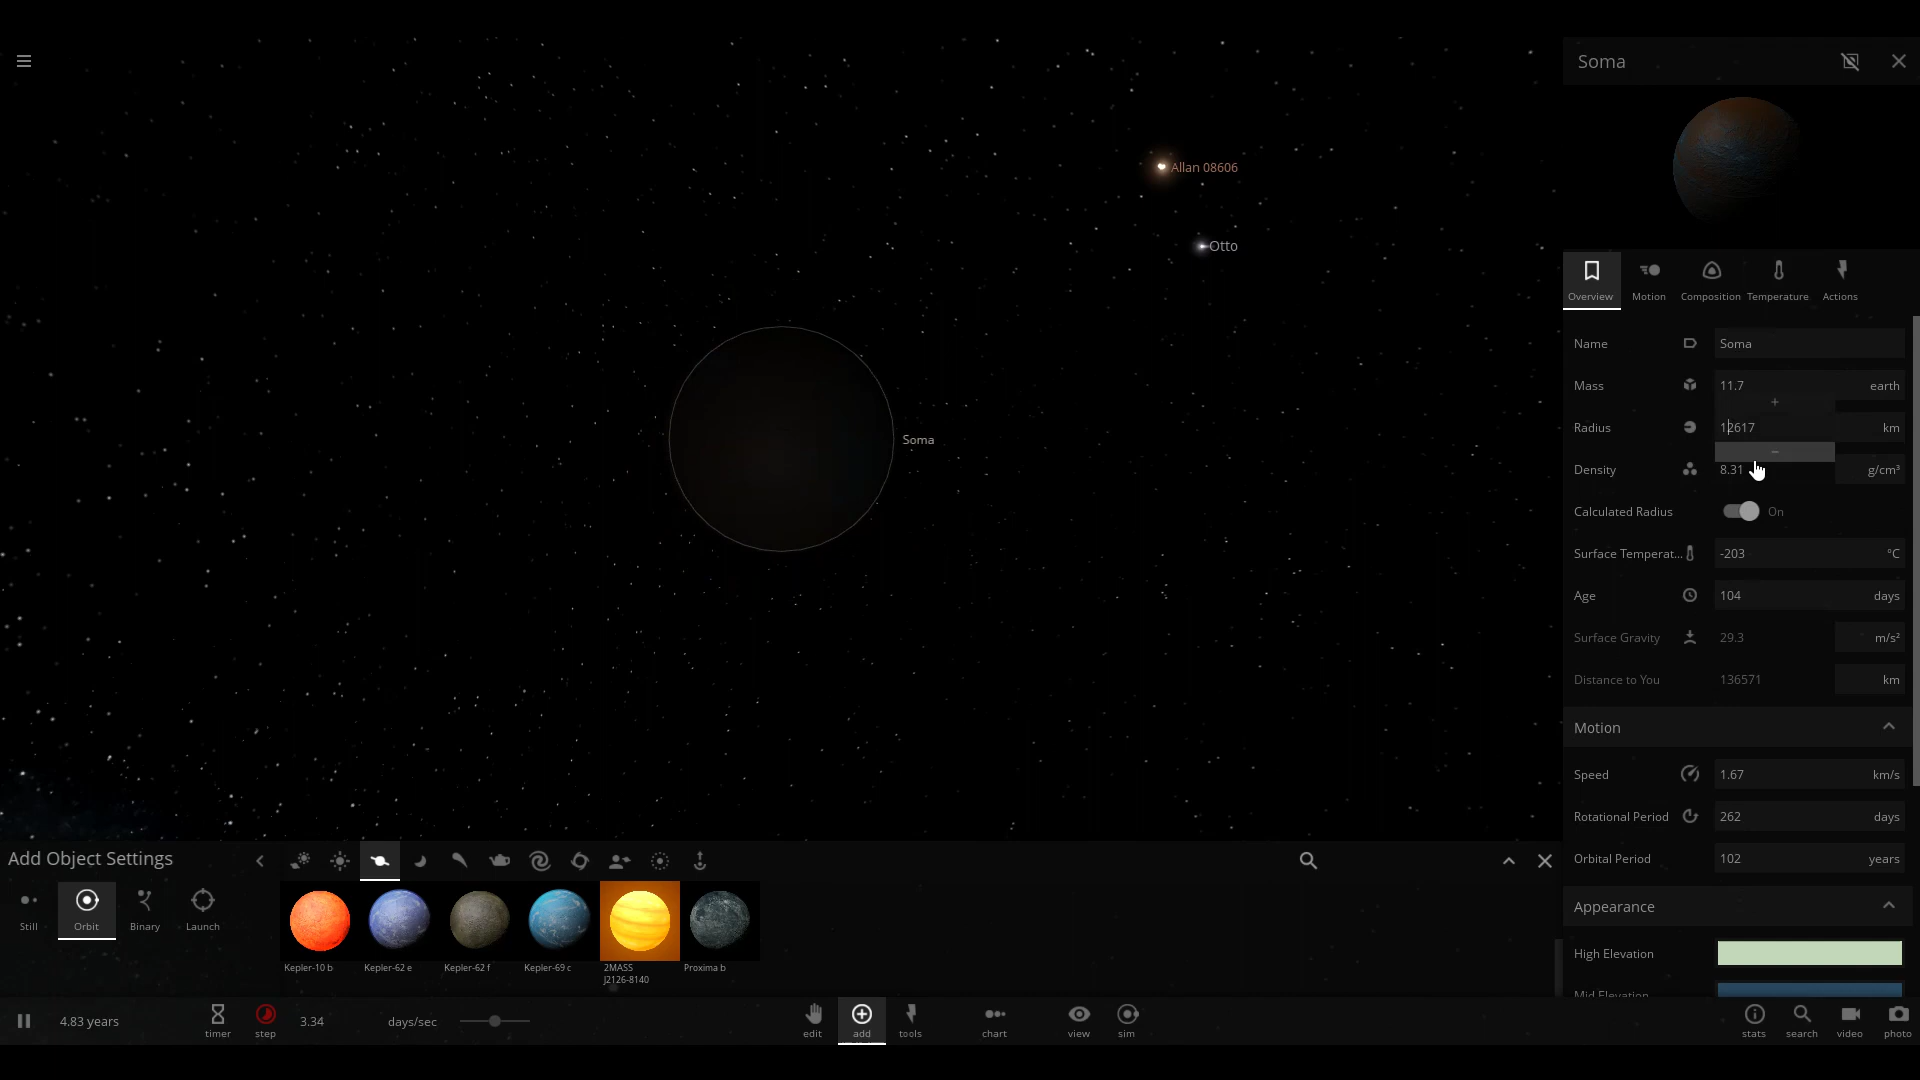 Soma
Allan 08606
Otto
Soma
Overview
Motion
Composition
Temperature
Actions
Name Soma
Mass 11.7 earth
+
Radius 12617 km
−
Density 8.31 g/cm³
Calculated Radius On
Surface Temperat... -203 °C
Age 104 days
Surface Gravity 29.3 m/s²
Distance to You 136571 km
Motion
Speed 1.67 km/s
Rotational Period 262 days
Orbital Period 102 years
Appearance
High Elevation
Mid Elevation
Add Object Settings
Still
Orbit
Binary
Launch
Kepler-10 b
Kepler-62 e
Kepler-62 f
Kepler-69 c
2MASS
J2126-8140
Proxima b
4.83 years
timer
step
3.34 days/sec
edit
add
tools
chart
view
sim
stats
search
video
photo